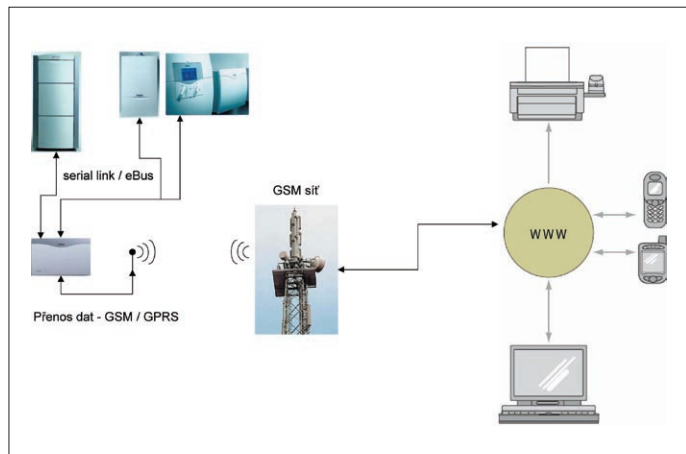 serial link / eBus
GSM síť
WWW
Přenos dat - GSM / GPRS